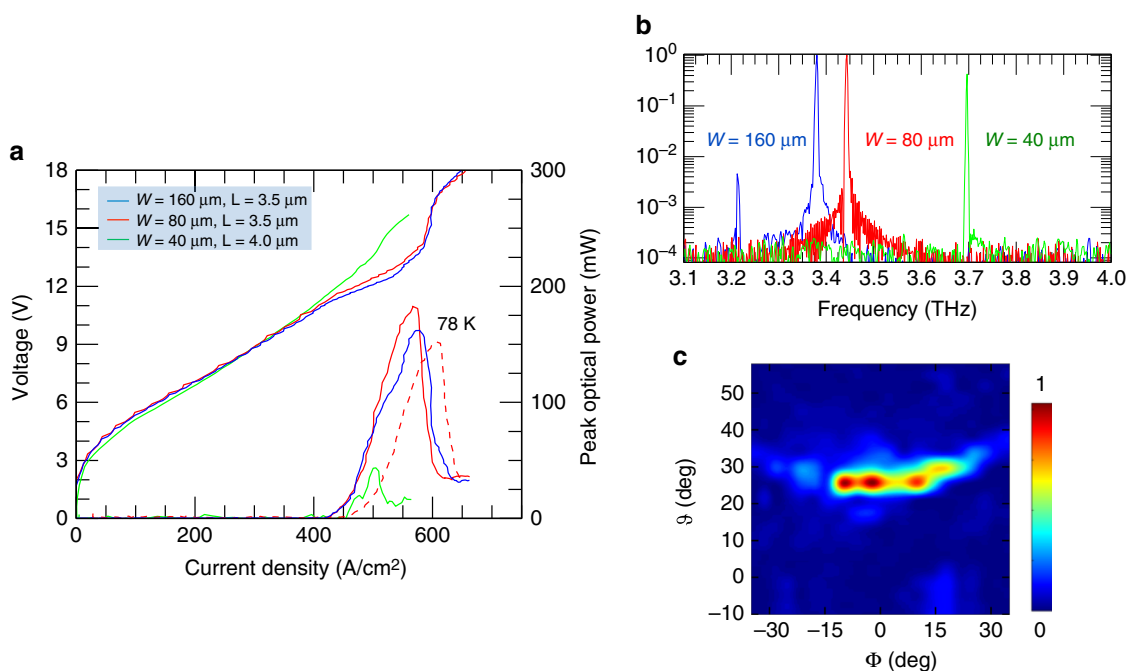 a
18
15
12
9
6
3
0
Voltage (V)
W = 160 μm, L = 3.5 μm
W = 80 μm, L = 3.5 μm
W = 40 μm, L = 4.0 μm
78 K
300
200
100
0
Peak optical power (mW)
0 200 400 600
Current density (A/cm²)
b
10⁰
10⁻¹
10⁻²
10⁻³
10⁻⁴
W = 160 μm W = 80 μm W = 40 μm
3.1 3.2 3.3 3.4 3.5 3.6 3.7 3.8 3.9 4.0
Frequency (THz)
c
50
40
30
20
10
0
−10
ϑ (deg)
−30 −15 0 15 30
Φ (deg)
1
0